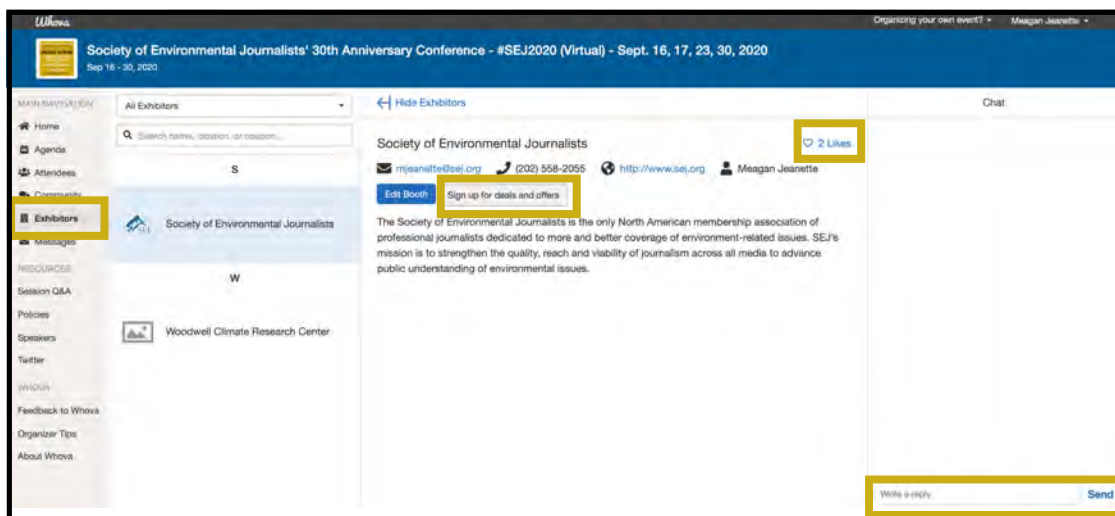 Whova
Organizing your own event?
Meagan Jeanette
Society of Environmental Journalists' 30th Anniversary Conference - #SEJ2020 (Virtual) - Sept. 16, 17, 23, 30, 2020
Sep 16 - 30, 2020
MAIN NAVIGATION
Home
Agenda
Attendees
Community
Exhibitors
Messages
RESOURCES
Session Q&A
Policies
Speakers
Twitter
WHOVA
Feedback to Whova
Organizer Tips
About Whova
All Exhibitors
Search name, location, or coupon...
S
Society of Environmental Journalists
W
Woodwell Climate Research Center
Hide Exhibitors
Society of Environmental Journalists
2 Likes
mjeanette@sej.org (202) 558-2055 http://www.sej.org Meagan Jeanette
Edit Booth Sign up for deals and offers
The Society of Environmental Journalists is the only North American membership association of
professional journalists dedicated to more and better coverage of environment-related issues. SEJ's
mission is to strengthen the quality, reach and viability of journalism across all media to advance
public understanding of environmental issues.
Chat
Write a reply
Send